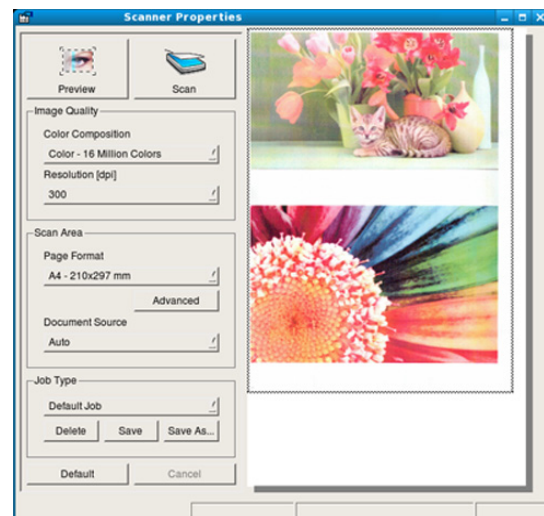 Scanner Properties
Preview
Scan
Image Quality
Color Composition
Color - 16 Million Colors
Resolution [dpi]
300
Scan Area
Page Format
A4 - 210x297 mm
Advanced
Document Source
Auto
Job Type
Default Job
Delete
Save
Save As...
Default
Cancel